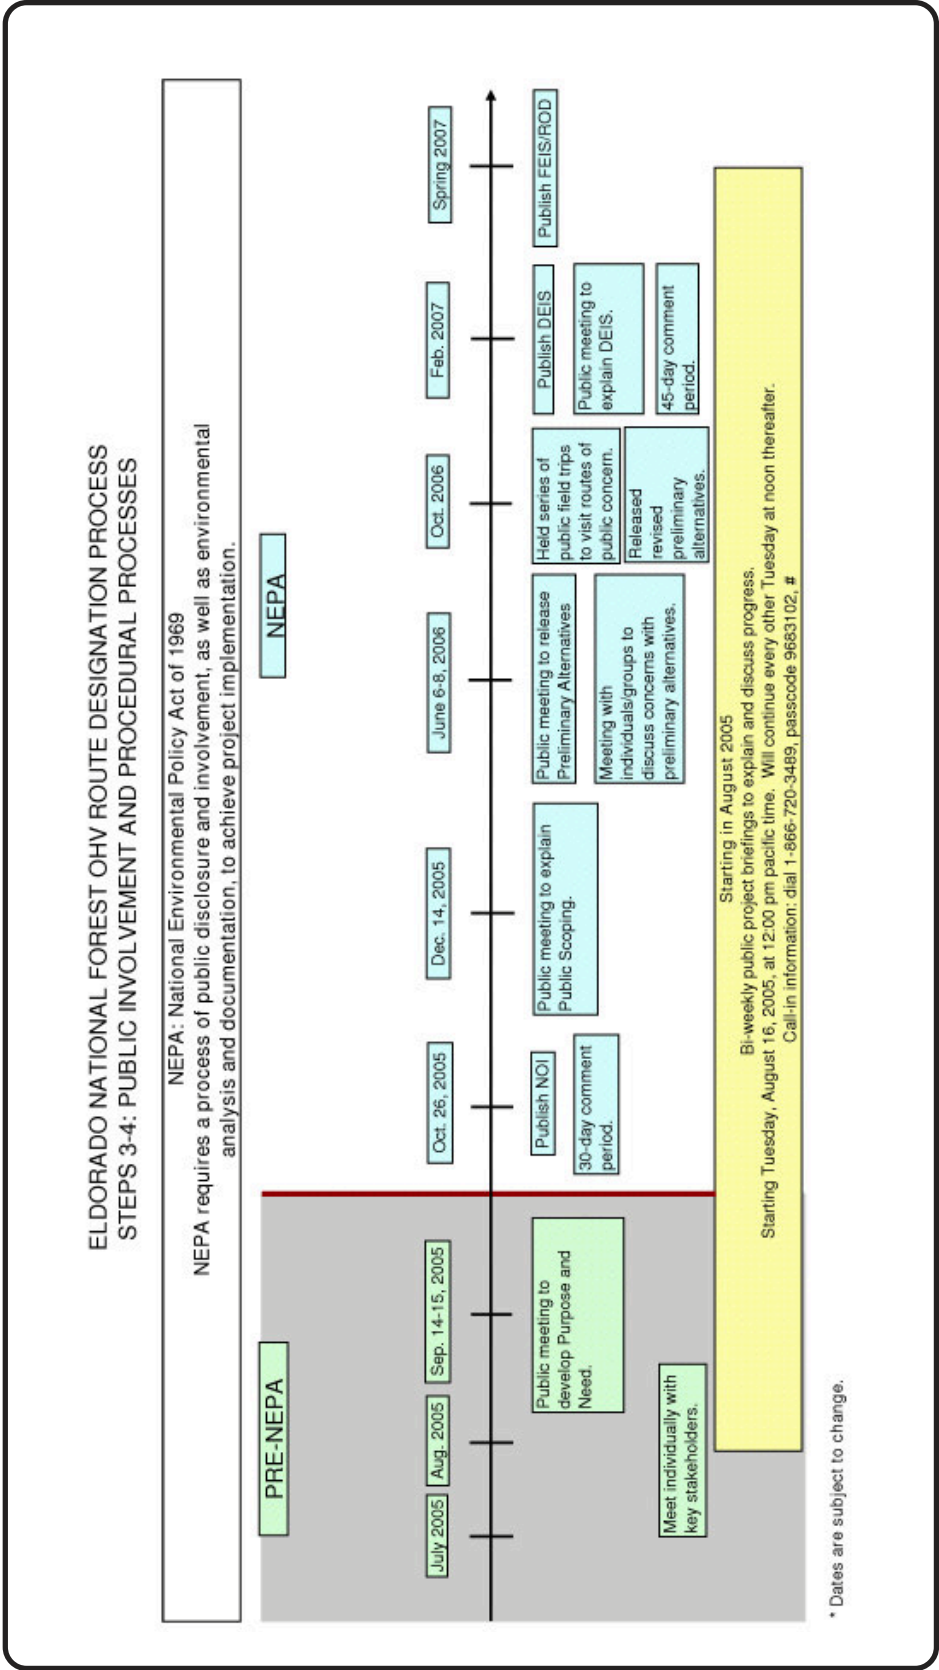 ELDORADO NATIONAL FOREST OHV ROUTE DESIGNATION PROCESS
STEPS 3-4: PUBLIC INVOLVEMENT AND PROCEDURAL PROCESSES
NEPA: National Environmental Policy Act of 1969
NEPA requires a process of public disclosure and involvement, as well as environmental
analysis and documentation, to achieve project implementation.
PRE-NEPA
NEPA
July 2005
Aug. 2005
Sep. 14-15, 2005
Oct. 26, 2005
Dec. 14, 2005
June 6-8, 2006
Oct. 2006
Feb. 2007
Spring 2007
Meet individually with
key stakeholders.
Public meeting to
develop Purpose and
Need.
Publish NOI
30-day comment
period.
Public meeting to explain
Public Scoping.
Public meeting to release
Preliminary Alternatives
Meeting with
individuals/groups to
discuss concerns with
preliminary alternatives.
Held series of
public field trips
to visit routes of
public concern.
Released
revised
preliminary
alternatives.
Publish DEIS
Public meeting to
explain DEIS.
45-day comment
period.
Publish FEIS/ROD
Starting in August 2005
Bi-weekly public project briefings to explain and discuss progress.
Starting Tuesday, August 16, 2005, at 12:00 pm pacific time. Will continue every other Tuesday at noon thereafter.
Call-in information: dial 1-866-720-3489, passcode 9683102, #
* Dates are subject to change.